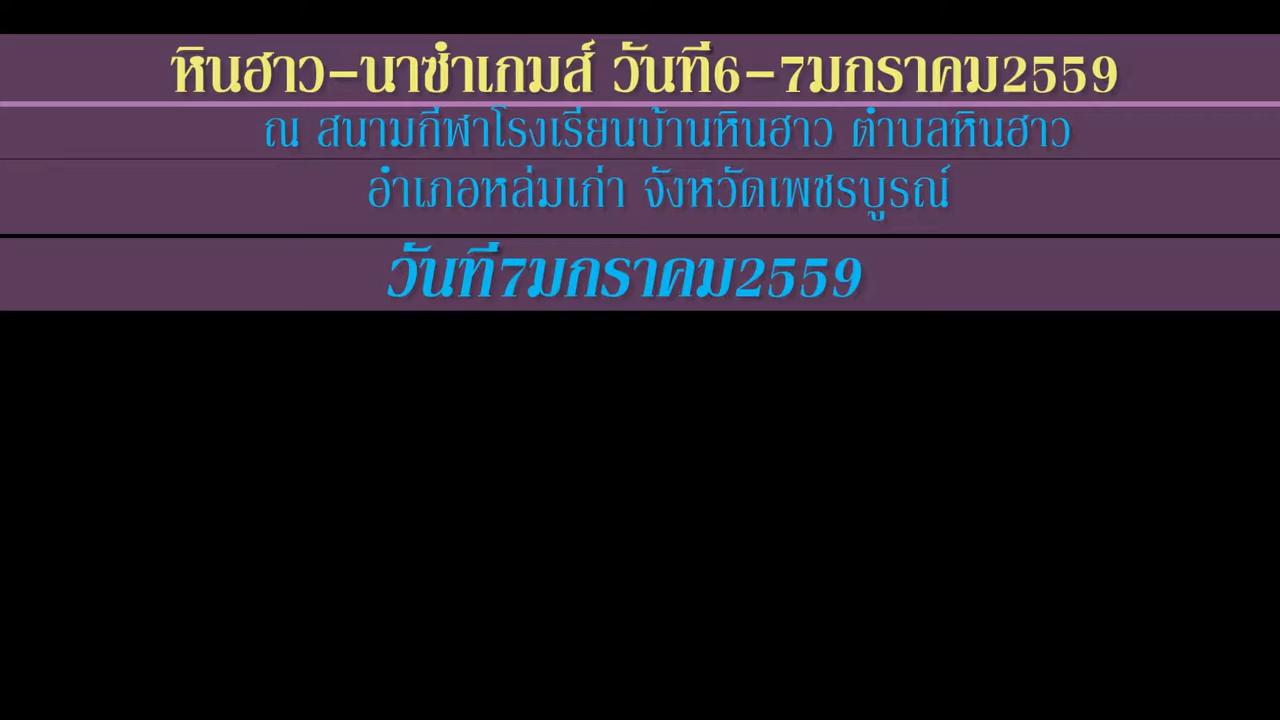 หินฮาว-นาซำเกมส์ วันที่6-7มกราคม2559
ณ สนามกีฬาโรงเรียนบ้านหินฮาว ตำบลหินฮาว
อำเภอหล่มเก่า จังหวัดเพชรบูรณ์
วันที่7มกราคม2559